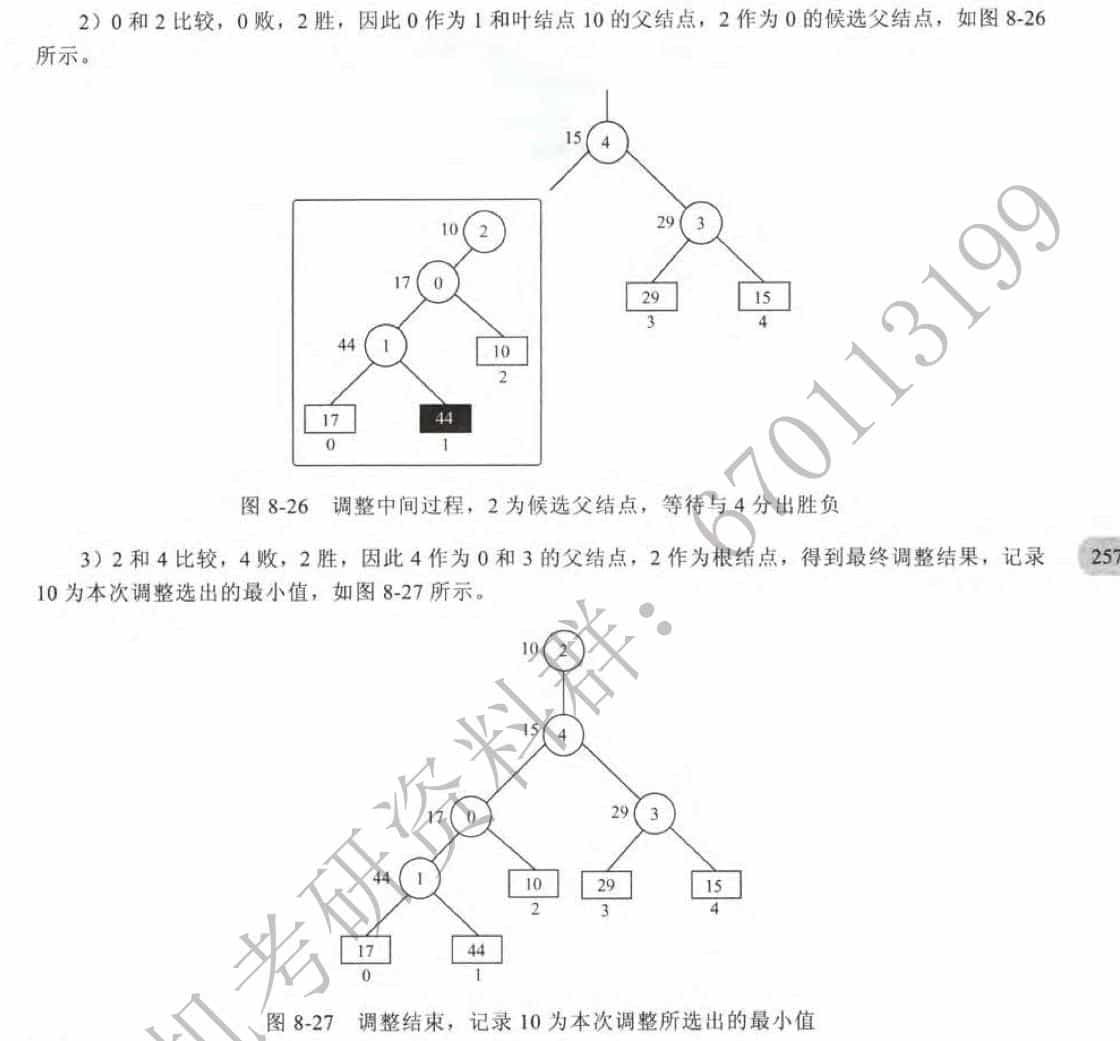 2）0 和 2 比较，0 败，2 胜，因此 0 作为 1 和叶结点 10 的父结点，2 作为 0 的候选父结点，如图 8-26
所示。
15 4
10 2
29 3
17 0
29 15
3 4
44 1
10
2
17 44
0 1
图 8-26 调整中间过程，2 为候选父结点，等待与 4 分出胜负
3）2 和 4 比较，4 败，2 胜，因此 4 作为 0 和 3 的父结点，2 作为根结点，得到最终调整结果，记录
257
10 为本次调整选出的最小值，如图 8-27 所示。
10 2
15 4
17 0 29 3
44 1
10 29 15
2 3 4
17 44
0 1
图 8-27 调整结束，记录 10 为本次调整所选出的最小值
机考研资料群：670113199